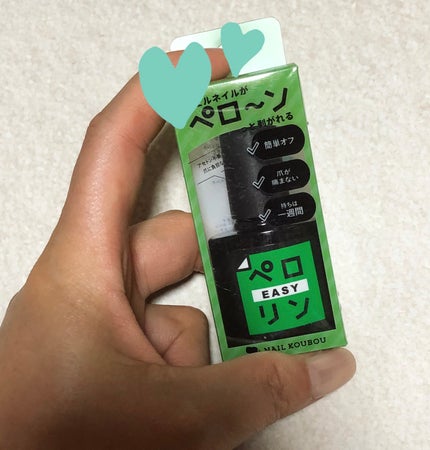 ルネイルが
ペロ〜ン
と剥がれる
簡単オフ
爪が
痛まない
持ちは
一週間
ペロ
EASY
リン
NAIL KOUBOU